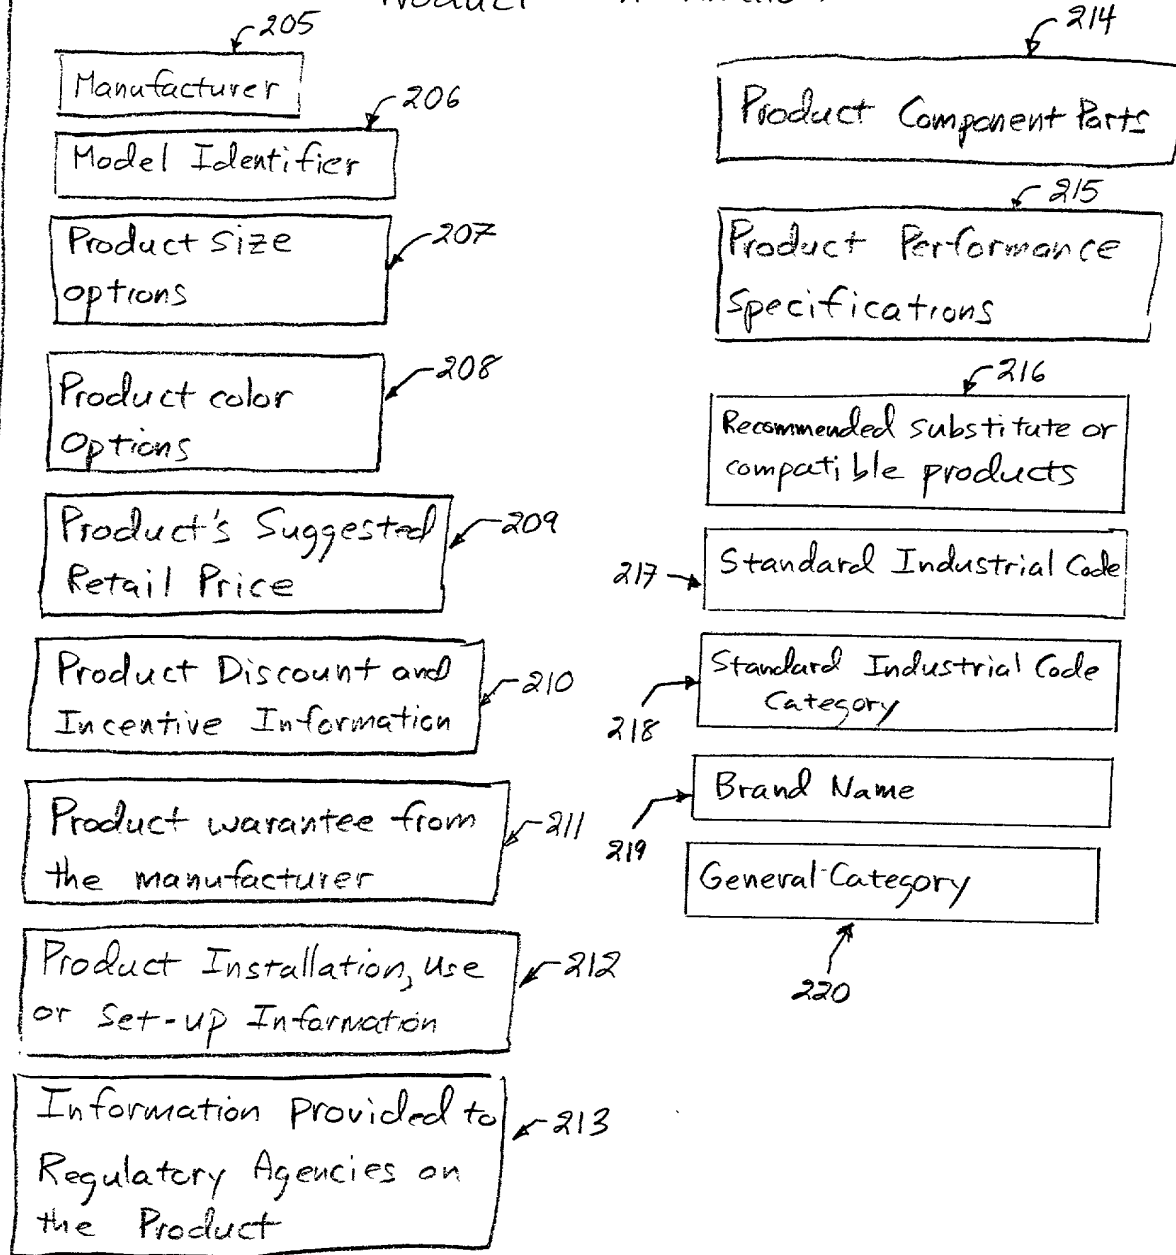 Product
205
Manufacturer
206
Model Identifier
Product size
options
207
Product color
Options
208
Product's Suggested
Retail Price
209
Product Discount and
Incentive Information
210
Product warantee from
the manufacturer
211
Product Installation, Use
or Set-up Information
212
Information Provided to
Regulatory Agencies on
the Product
213
214
Product Component Parts
215
Product Performance
Specifications
216
Recommended substitute or
compatible products
217
Standard Industrial Code
Standard Industrial Code
Category
218
Brand Name
219
General Category
220